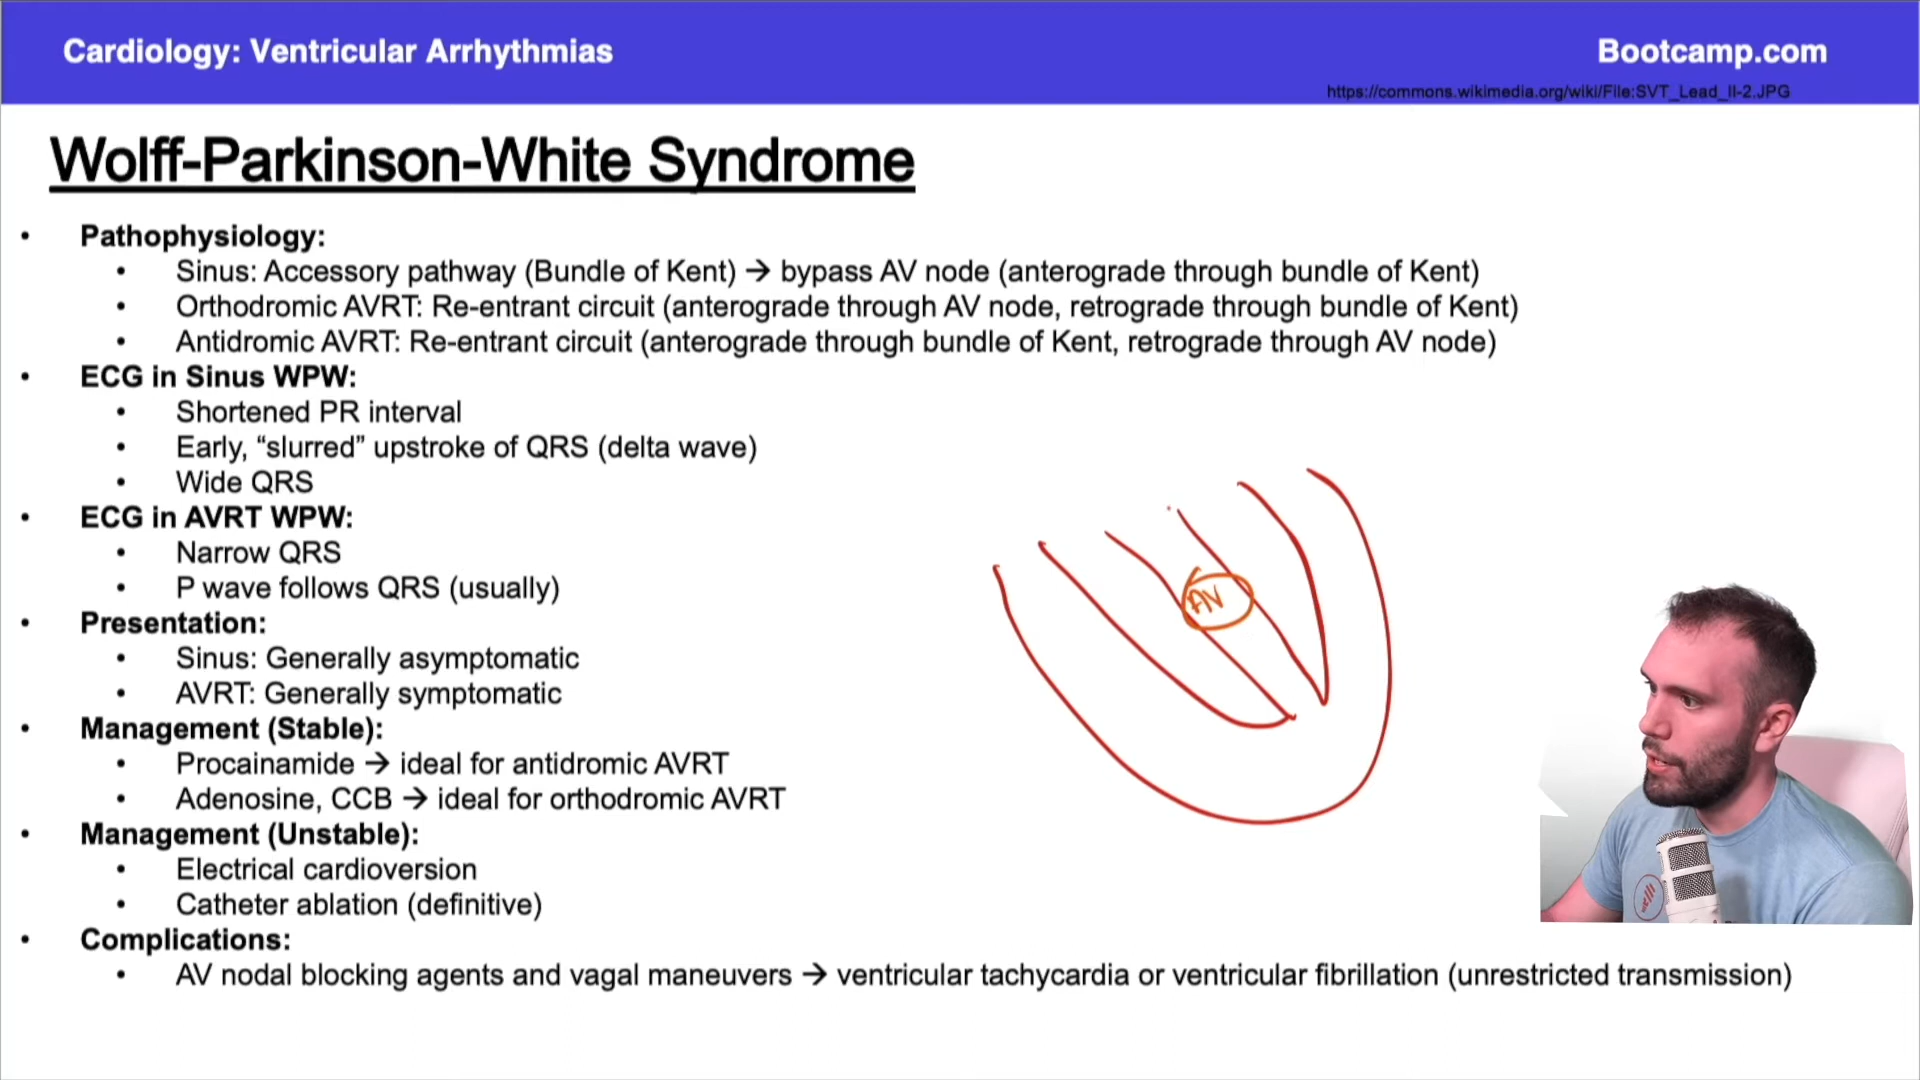 Cardiology: Ventricular Arrhythmias
Bootcamp.com
https://commons.wikimedia.org/wiki/File:SVT_Lead_II-2.JPG
Wolff-Parkinson-White Syndrome
• Pathophysiology:
• Sinus: Accessory pathway (Bundle of Kent) → bypass AV node (anterograde through bundle of Kent)
• Orthodromic AVRT: Re-entrant circuit (anterograde through AV node, retrograde through bundle of Kent)
• Antidromic AVRT: Re-entrant circuit (anterograde through bundle of Kent, retrograde through AV node)
• ECG in Sinus WPW:
• Shortened PR interval
• Early, “slurred” upstroke of QRS (delta wave)
• Wide QRS
• ECG in AVRT WPW:
• Narrow QRS
• P wave follows QRS (usually)
• Presentation:
• Sinus: Generally asymptomatic
• AVRT: Generally symptomatic
• Management (Stable):
• Procainamide → ideal for antidromic AVRT
• Adenosine, CCB → ideal for orthodromic AVRT
• Management (Unstable):
• Electrical cardioversion
• Catheter ablation (definitive)
• Complications:
• AV nodal blocking agents and vagal maneuvers → ventricular tachycardia or ventricular fibrillation (unrestricted transmission)
AV